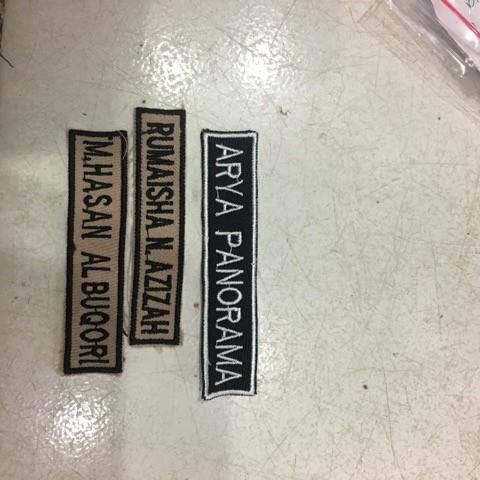 ARYA PANORAMA
RUMAISHA N. AZIZAH
M.HASAN AL BUQORI